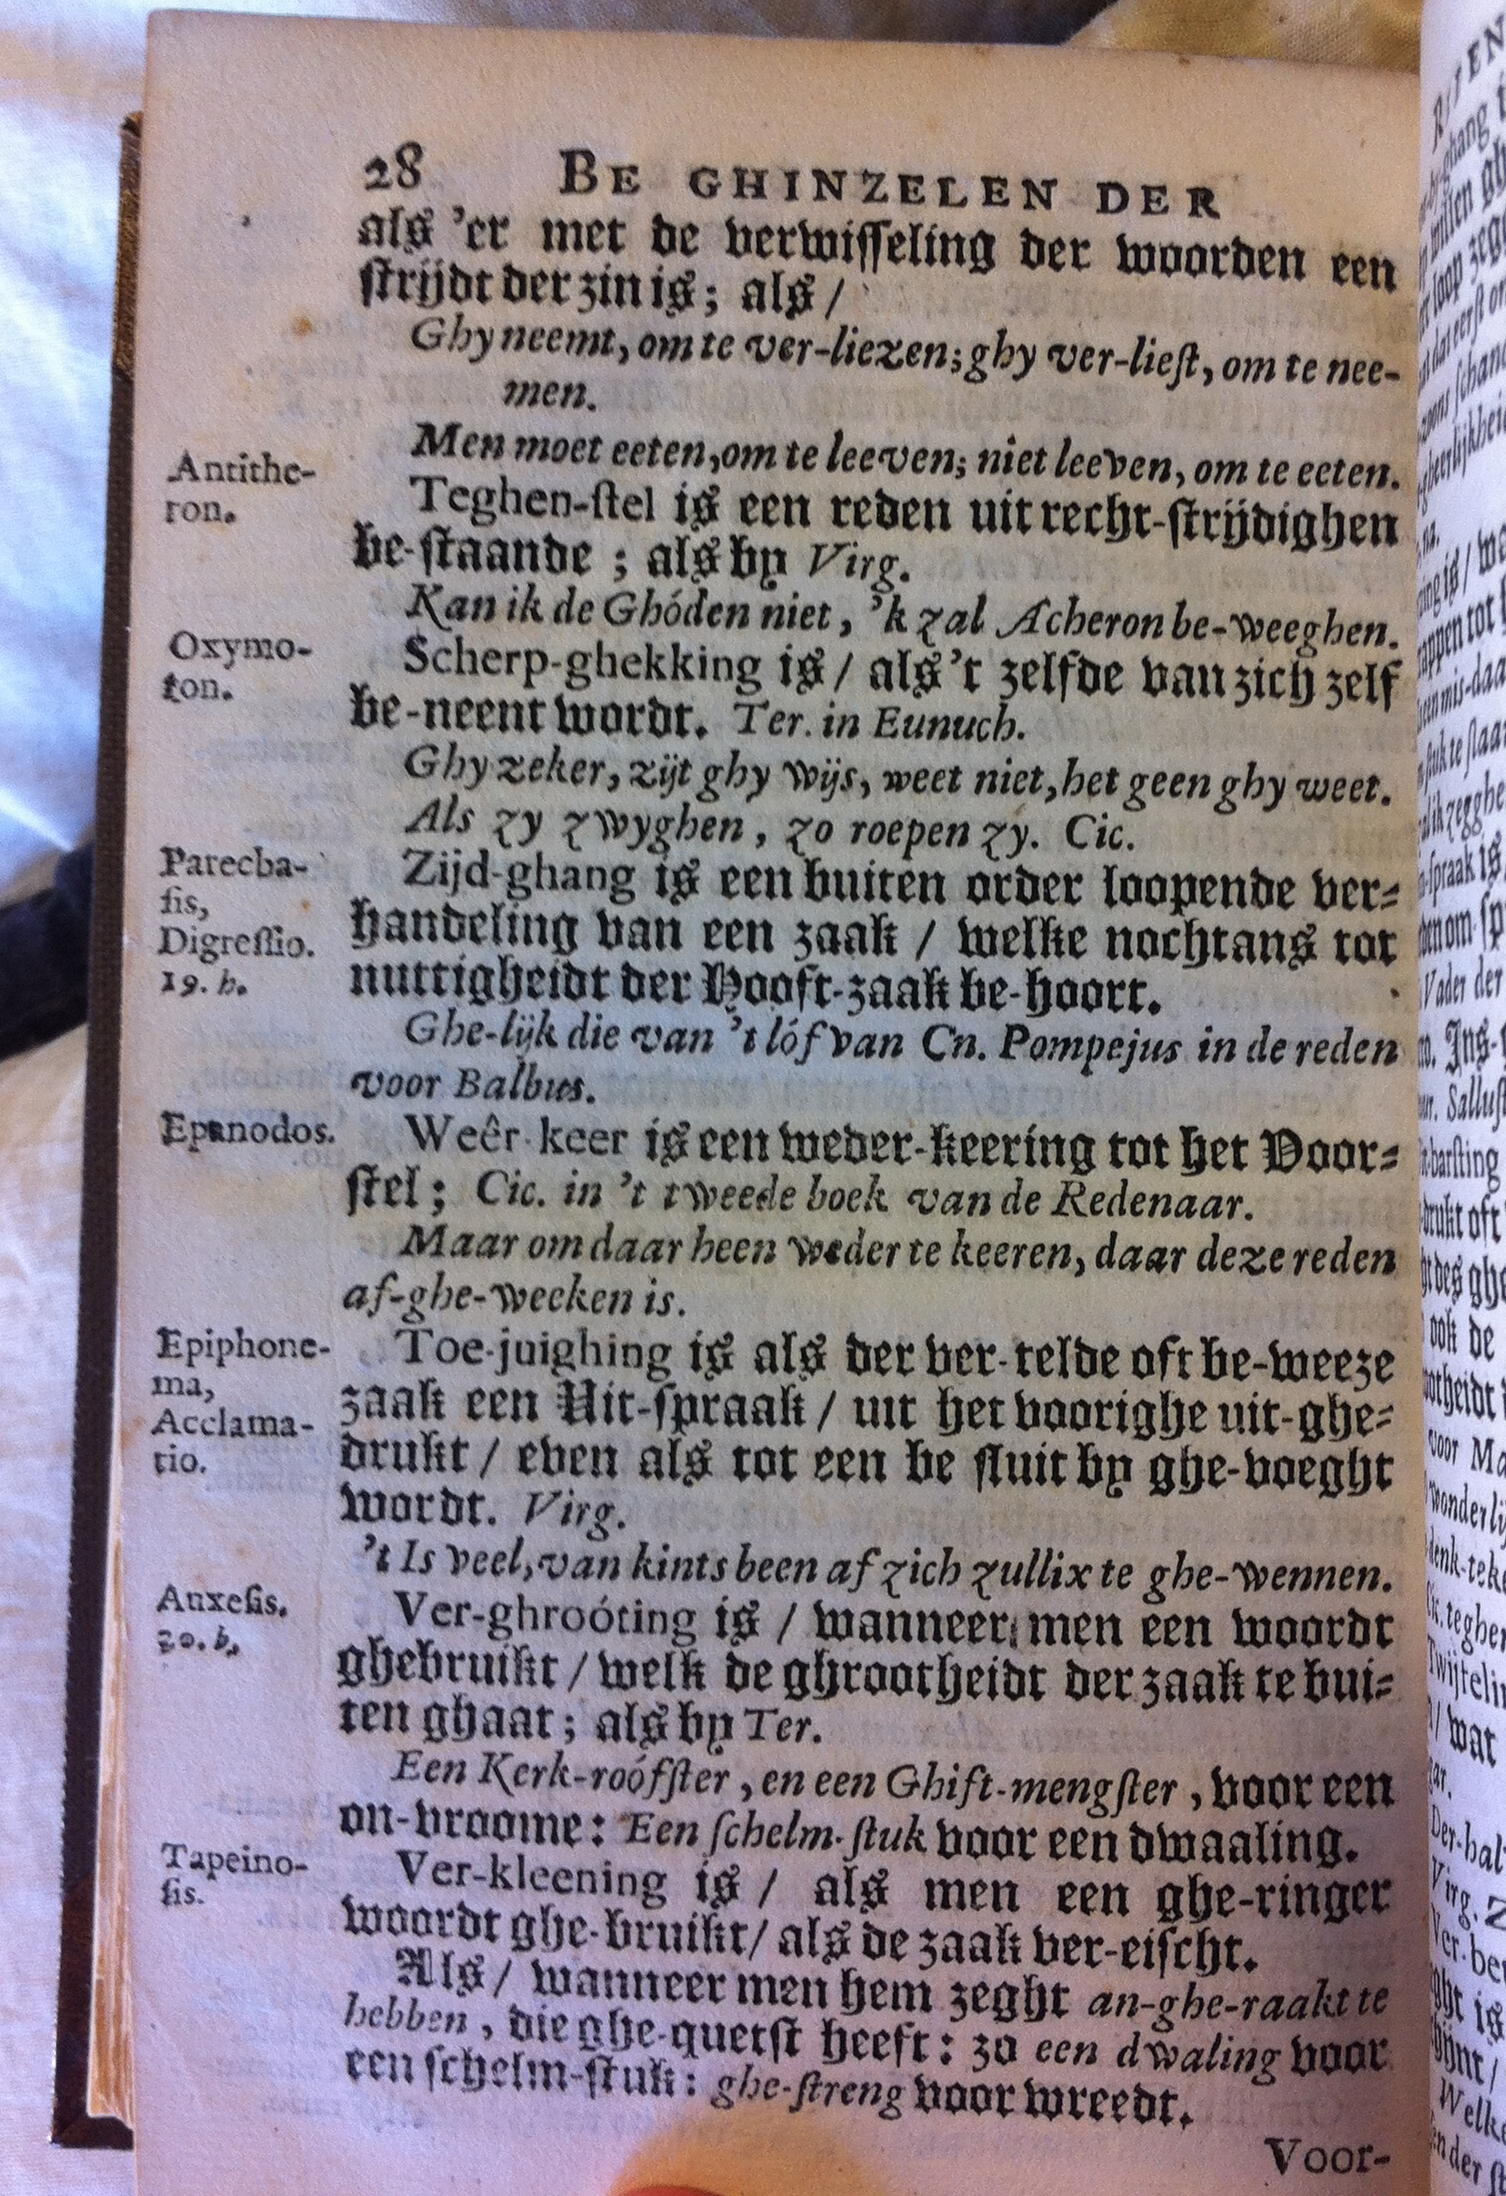 28 BE GHINZELEN DER
als 'er met de verwisseling der woorden een
strijdt der zin is; als /
Ghy neemt, om te ver-liezen; ghy ver-liest, om te nee-
men.
Men moet eeten, om te leeven; niet leeven, om te eeten.
Antithe-
ton.
Teghen-stel is een reden uit recht-strijdighen
be-staande ; als by Virg.
Kan ik de Ghóden niet, 'k zal Acheron be-weeghen.
Oxymo-
ton.
Scherp-ghekking is / als 't zelfde van zich zelf
be-neent wordt. Ter. in Eunuch.
Ghy zeker, zijt ghy wijs, weet niet, het geen ghy weet.
Als zy zwyghen, zo roepen zy. Cic.
Parecba-
sis,
Digressio.
19. h.
Zijd-ghang is een buiten order loopende ver-
handeling van een zaak / welke nochtans tot
nuttigheidt der Hooft-zaak be-hoort.
Ghe-lijk die van 't lóf van Cn. Pompejus in de reden
voor Balbus.
Epanodos.
Weêr-keer is een weder-keering tot het Voor-
stel; Cic. in 't tweede boek van de Redenaar.
Maar om daar heen weder te keeren, daar deze reden
af-ghe-weeken is.
Epiphone-
ma,
Acclama-
tio.
Toe-juighing is als der ver-telde oft be-weeze
zaak een Uit-spraak / uit het voorighe uit-ghe-
drukt / even als tot een be sluit by ghe-voeght
wordt. Virg.
't Is veel, van kints been af zich zullix te ghe-wennen.
Auxesis.
20. h.
Ver-ghroóting is / wanneer men een woordt
ghebruikt / welk de ghrootheidt der zaak te bui-
ten ghaat; als by Ter.
Een Kerk-roófster, en een Ghift-mengster, voor een
on-vroome: Een schelm-stuk voor een dwaaling.
Tapeino-
sis.
Ver-kleening is / als men een ghe-ringer
woordt ghe-bruikt / als de zaak ver-eischt.
Als / wanneer men hem zeght an-ghe-raakt te
hebben, die ghe-quetst heeft: zo een dwaling voor
een schelm-stuk: ghe-streng voor wreedt.
Voor-